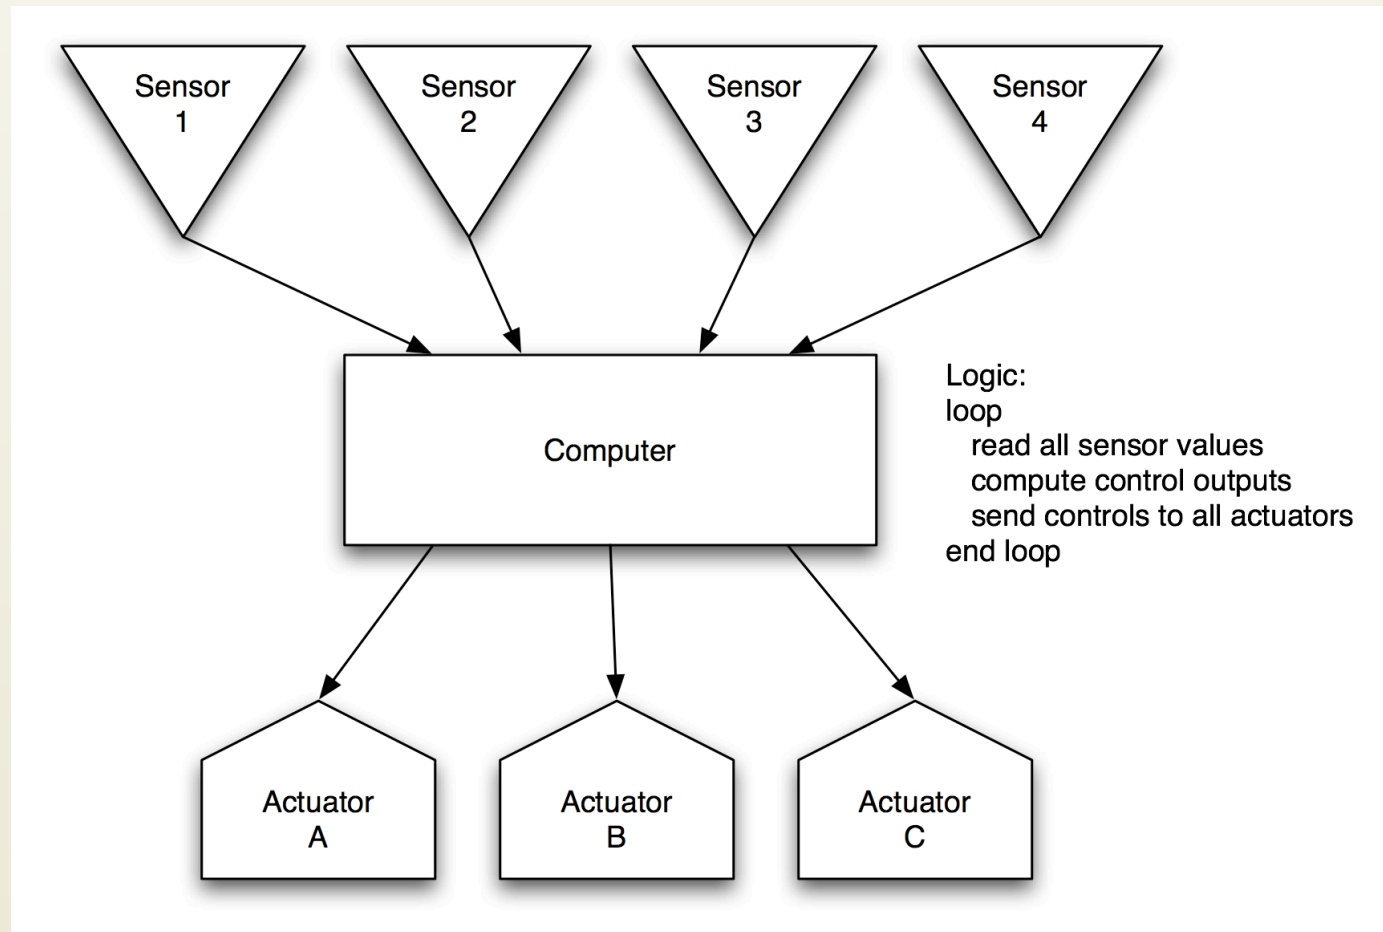 Sensor
1
Sensor
2
Sensor
3
Sensor
4
Computer
Logic:
loop
read all sensor values
compute control outputs
send controls to all actuators
end loop
Actuator
A
Actuator
B
Actuator
C